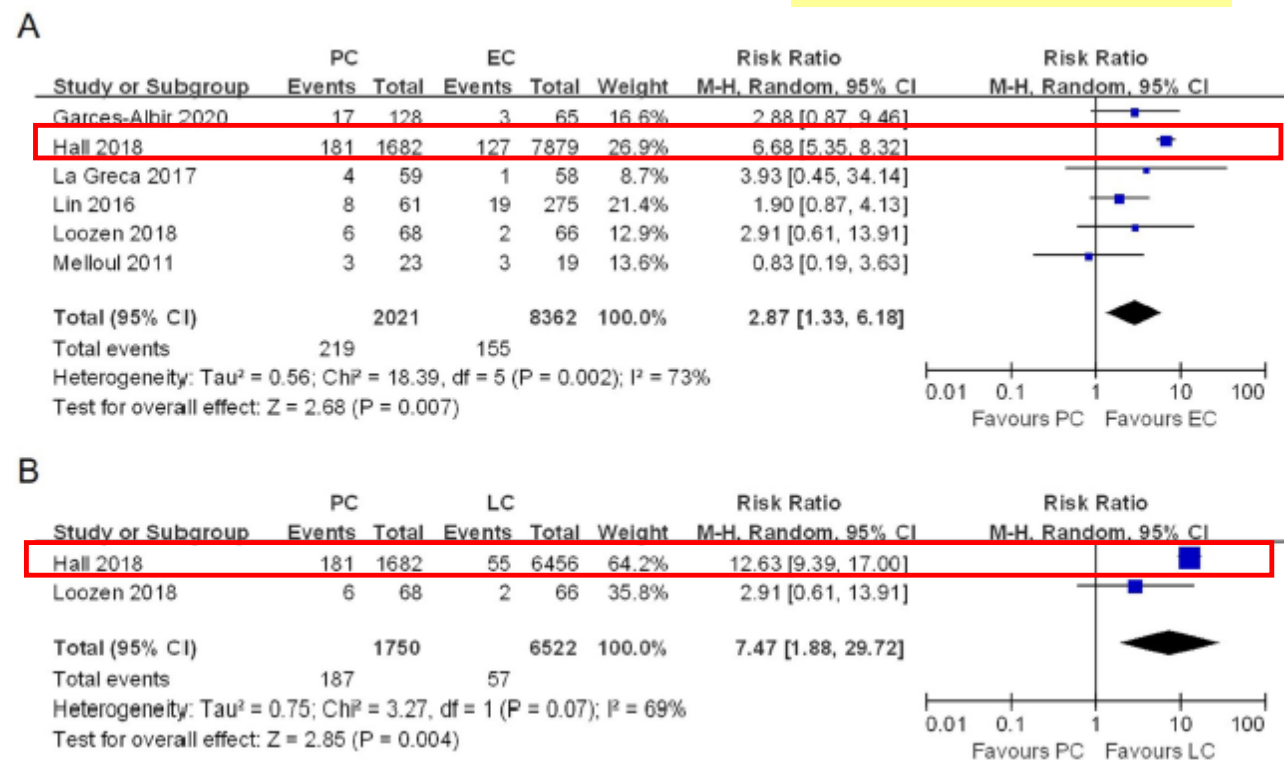 A
PC EC Risk Ratio Risk Ratio
Study or Subgroup Events Total Events Total Weight M-H, Random, 95% CI M-H, Random, 95% CI
Garces-Albir 2020 17 128 3 65 16.6% 2.88 [0.87, 9.46]
Hall 2018 181 1682 127 7879 26.9% 6.68 [5.35, 8.32]
La Greca 2017 4 59 1 58 8.7% 3.93 [0.45, 34.14]
Lin 2016 8 61 19 275 21.4% 1.90 [0.87, 4.13]
Loozen 2018 6 68 2 66 12.9% 2.91 [0.61, 13.91]
Melloul 2011 3 23 3 19 13.6% 0.83 [0.19, 3.63]
Total (95% CI) 2021 8362 100.0% 2.87 [1.33, 6.18]
Total events 219 155
Heterogeneity: Tau² = 0.56; Chi² = 18.39, df = 5 (P = 0.002); I² = 73%
Test for overall effect: Z = 2.68 (P = 0.007)
0.01 0.1 1 10 100
Favours PC Favours EC
B
PC LC Risk Ratio Risk Ratio
Study or Subgroup Events Total Events Total Weight M-H, Random, 95% CI M-H, Random, 95% CI
Hall 2018 181 1682 55 6456 64.2% 12.63 [9.39, 17.00]
Loozen 2018 6 68 2 66 35.8% 2.91 [0.61, 13.91]
Total (95% CI) 1750 6522 100.0% 7.47 [1.88, 29.72]
Total events 187 57
Heterogeneity: Tau² = 0.75; Chi² = 3.27, df = 1 (P = 0.07); I² = 69%
Test for overall effect: Z = 2.85 (P = 0.004)
0.01 0.1 1 10 100
Favours PC Favours LC